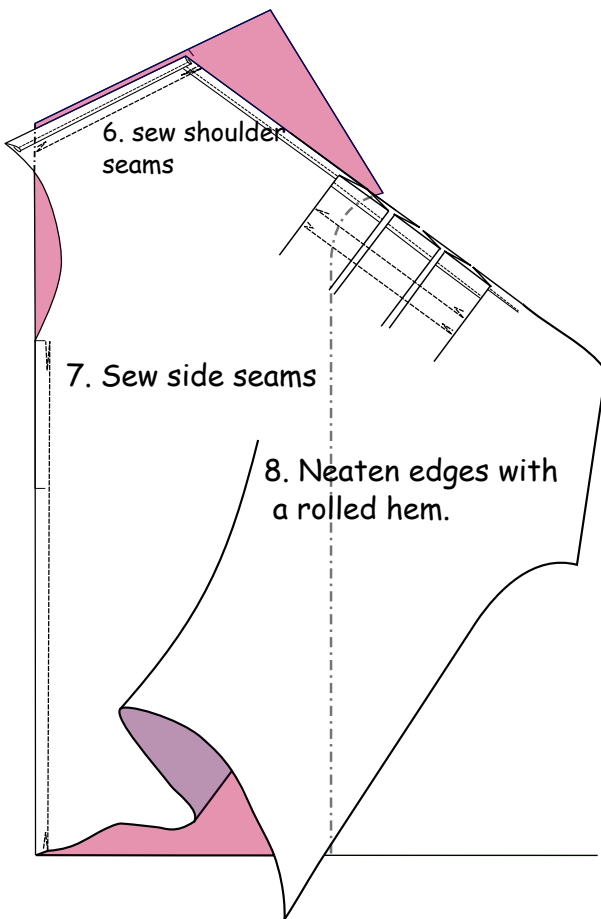 6. sew shoulder
seams
7. Sew side seams
8. Neaten edges with
a rolled hem.